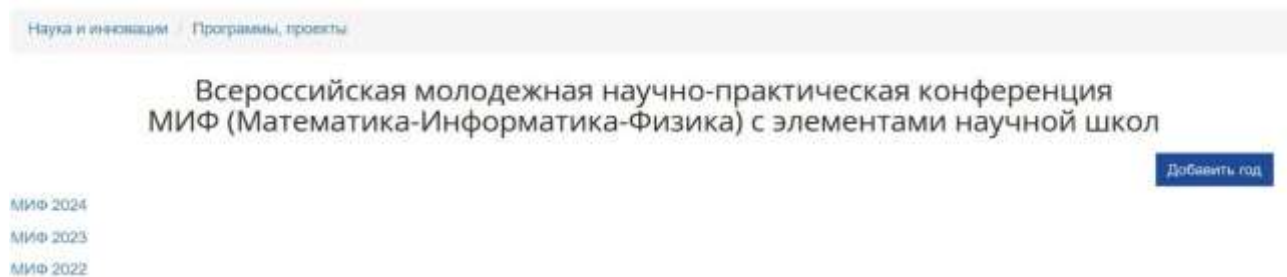 Наука и инновации / Программы, проекты
Всероссийская молодежная научно-практическая конференция
МИФ (Математика-Информатика-Физика) с элементами научной школ
Добавить год
МИФ 2024
МИФ 2023
МИФ 2022